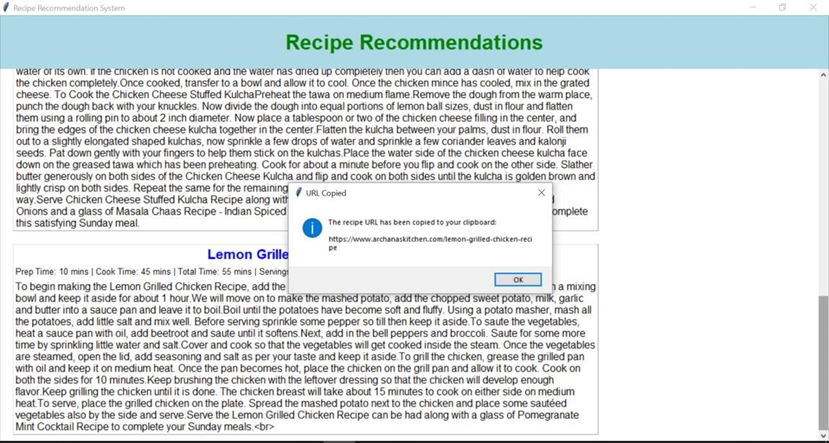 Recipe Recommendation System
Recipe Recommendations
water of its own. If the chicken is not cooked and the water has dried up completely then you can add a dash of water to help cook
the chicken completely.Once cooked, transfer to a bowl and allow it to cool. Once the chicken mince has cooled, mix in the grated
cheese. To Cook the Chicken Cheese Stuffed KulchaPreheat the tawa on medium flame.Remove the dough from the warm place,
punch the dough back with your knuckles. Now divide the dough into equal portions of lemon ball sizes, dust in flour and flatten
them using a rolling pin to about 2 inch diameter. Now place a tablespoon or two of the chicken cheese filling in the center, and
bring the edges of the chicken cheese kulcha together in the center.Flatten the kulcha between your palms, dust in flour. Roll them
out to a slightly elongated shaped kulchas, now sprinkle a few drops of water and sprinkle a few coriander leaves and kalonji
seeds. Pat down gently with your fingers to help them stick on the kulchas.Place the water side of the chicken cheese kulcha face
down on the greased tawa which has been preheating. Cook for about a minute before you flip and cook on the other side. Slather
butter generously on both sides of the Chicken Cheese Kulcha and flip and cook on both sides until the kulcha is golden brown and
lightly crisp on both sides. Repeat the same for the remaining
way.Serve Chicken Cheese Stuffed Kulcha Recipe along with
Onions and a glass of Masala Chaas Recipe - Indian Spiced
this satisfying Sunday meal.
URL Copied
The recipe URL has been copied to your clipboard:
https://www.archanaskitchen.com/lemon-grilled-chicken-reci
pe
OK
Lemon Grille
Prep Time: 10 mins | Cook Time: 45 mins | Total Time: 55 mins | Servings
To begin making the Lemon Grilled Chicken Recipe, add the a mixing
bowl and keep it aside for about 1 hour.We will move on to make the mashed potato, add the chopped sweet potato, milk, garlic
and butter into a sauce pan and leave it to boil.Boil until the potatoes have become soft and fluffy. Using a potato masher, mash all
the potatoes, add little salt and mix well. Before serving sprinkle some pepper so till then keep it aside.To saute the vegetables,
heat a sauce pan with oil, add beetroot and saute until it softens.Next, add in the bell peppers and broccoli. Saute for some more
time by sprinkling little water and salt.Cover and cook so that the vegetables will get cooked inside the steam. Once the vegetables
are steamed, open the lid, add seasoning and salt as per your taste and keep it aside.To grill the chicken, grease the grilled pan
with oil and keep it on medium heat. Once the pan becomes hot, place the chicken on the grill pan and allow it to cook. Cook on
both the sides for 10 minutes.Keep brushing the chicken with the leftover dressing so that the chicken will develop enough
flavor.Keep grilling the chicken until it is done. The chicken breast will take about 15 minutes to cook on either side on medium
heat.To serve, place the grilled chicken on the plate. Spread the mashed potato next to the chicken and place some sautéed
vegetables also by the side and serve.Serve the Lemon Grilled Chicken Recipe can be had along with a glass of Pomegranate
Mint Cocktail Recipe to complete your Sunday meals.<br>